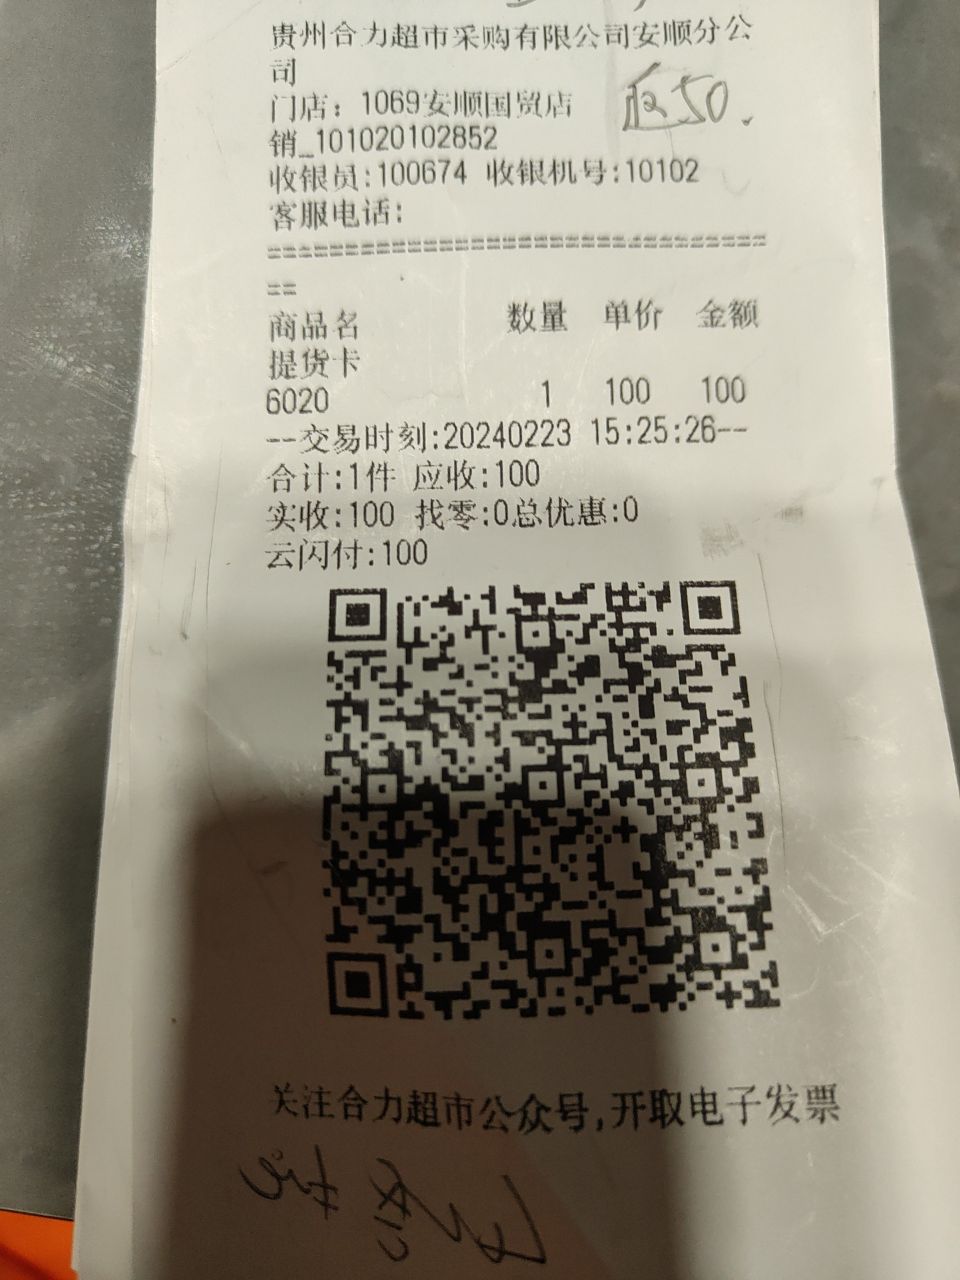 贵州合力超市采购有限公司安顺分公
司
门店：1069安顺国贸店
返50.
销_101020102852
收银员:100674 收银机号:10102
客服电话:
================================
==
商品名 数量 单价 金额
提货卡
6020 1 100 100
--交易时刻:20240223 15:25:26--
合计:1件 应收:100
实收:100 找零:0总优惠:0
云闪付:100
关注合力超市公众号,开取电子发票